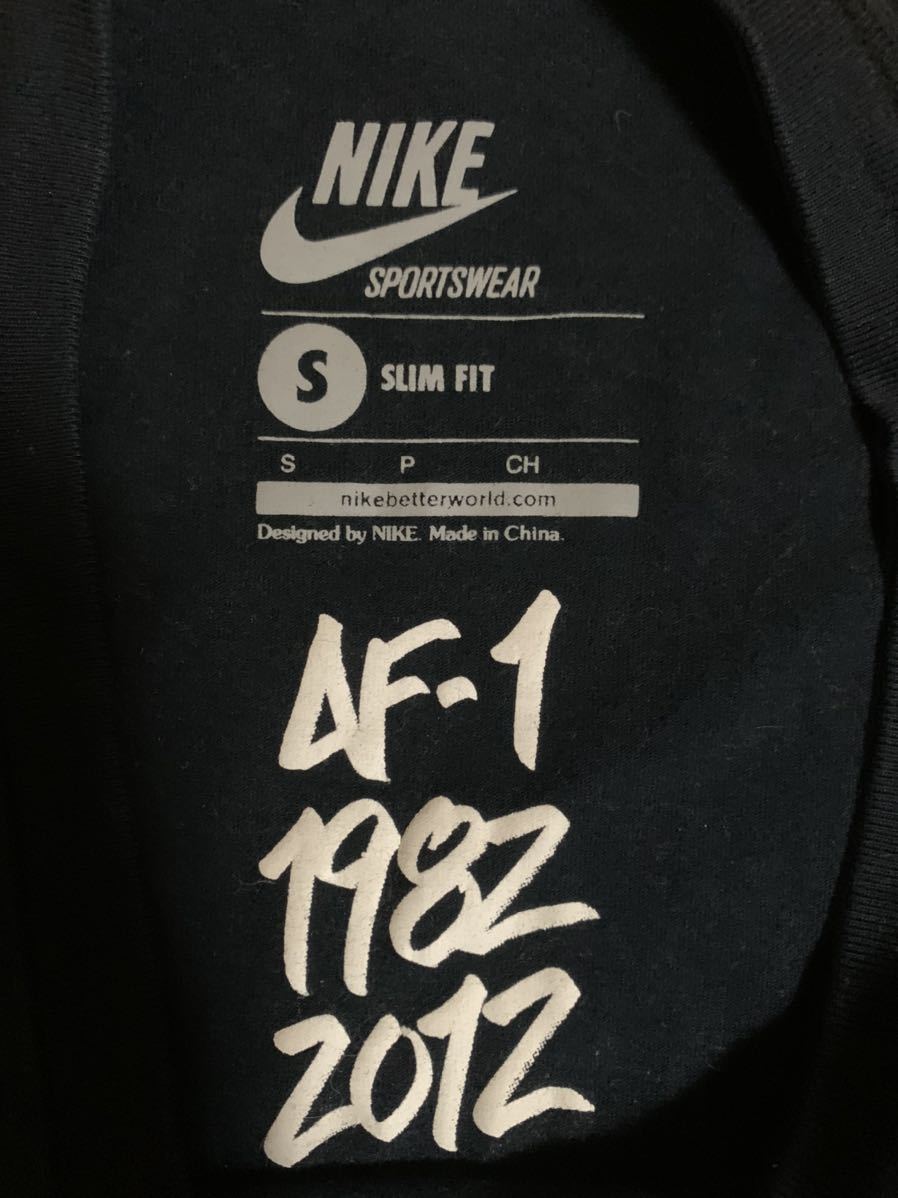 NIKE
SPORTSWEAR
S SLIM FIT
S P CH
nikebetterworld.com
Designed by NIKE. Made in China.
AF-1
1982
2012